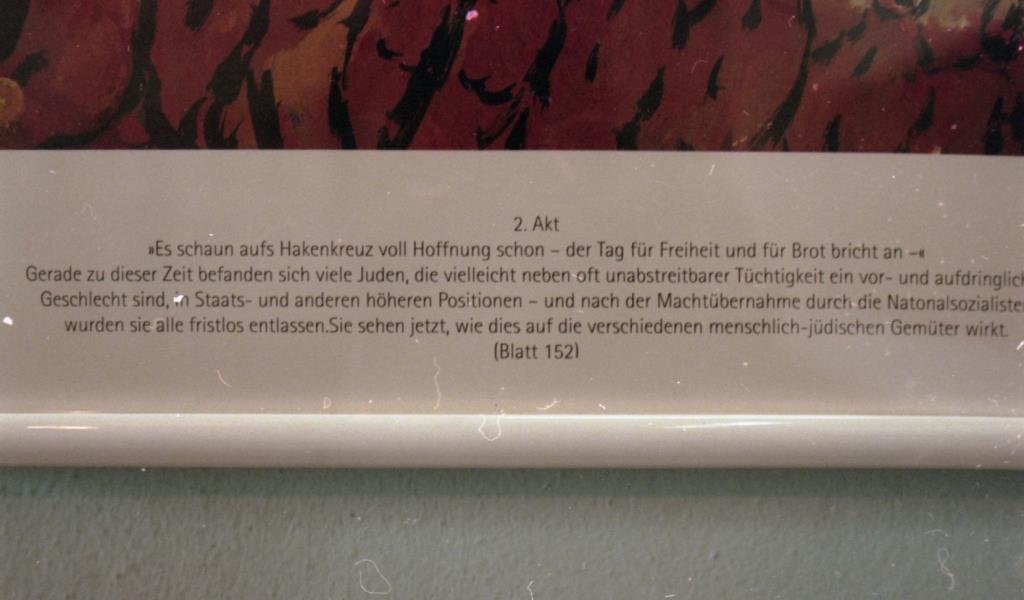 2. Akt
»Es schaun aufs Hakenkreuz voll Hoffnung schon – der Tag für Freiheit und für Brot bricht an –«
Gerade zu dieser Zeit befanden sich viele Juden, die vielleicht neben oft unabstreitbarer Tüchtigkeit ein vor- und aufdringlich
Geschlecht sind, in Staats- und anderen höheren Positionen – und nach der Machtübernahme durch die Natonalsozialisten
wurden sie alle fristlos entlassen.Sie sehen jetzt, wie dies auf die verschiedenen menschlich-jüdischen Gemüter wirkt.
(Blatt 152)